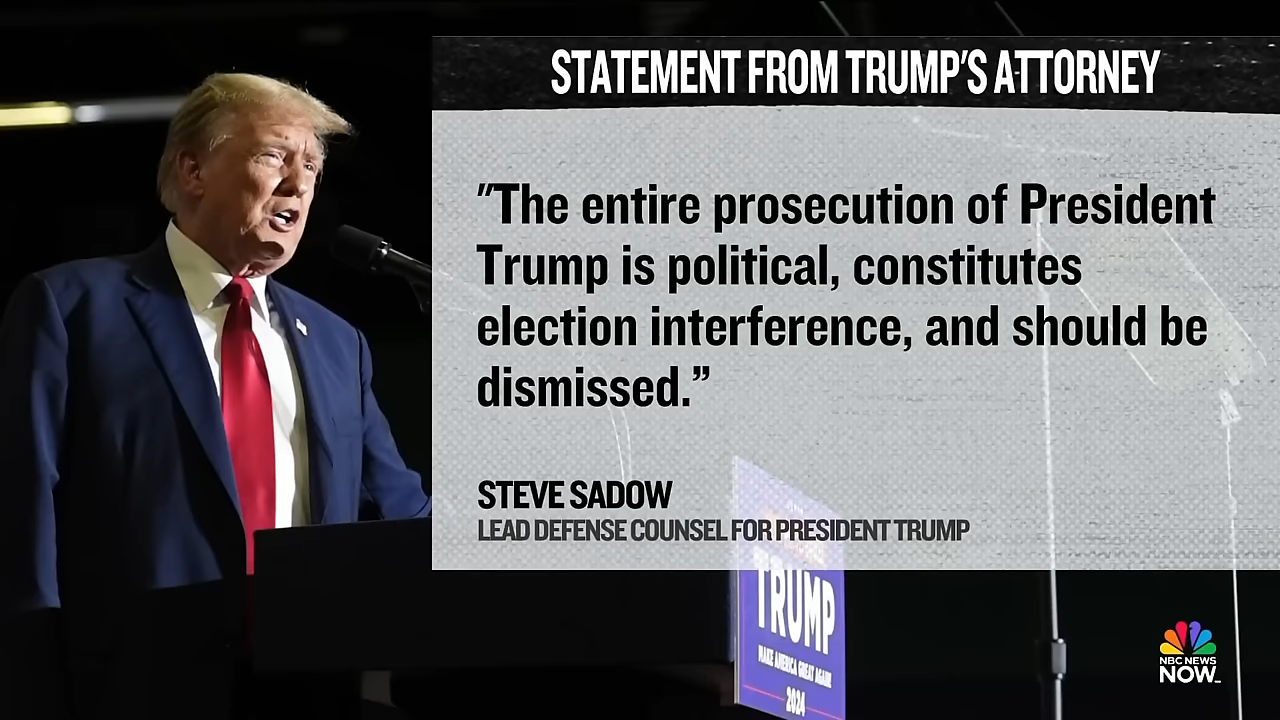 STATEMENT FROM TRUMP'S ATTORNEY
"The entire prosecution of President
Trump is political, constitutes
election interference, and should be
dismissed.”
STEVE SADOW
LEAD DEFENSE COUNSEL FOR PRESIDENT TRUMP
TRUMP
MAKE AMERICA GREAT AGAIN
2024
NBC NEWS
NOW